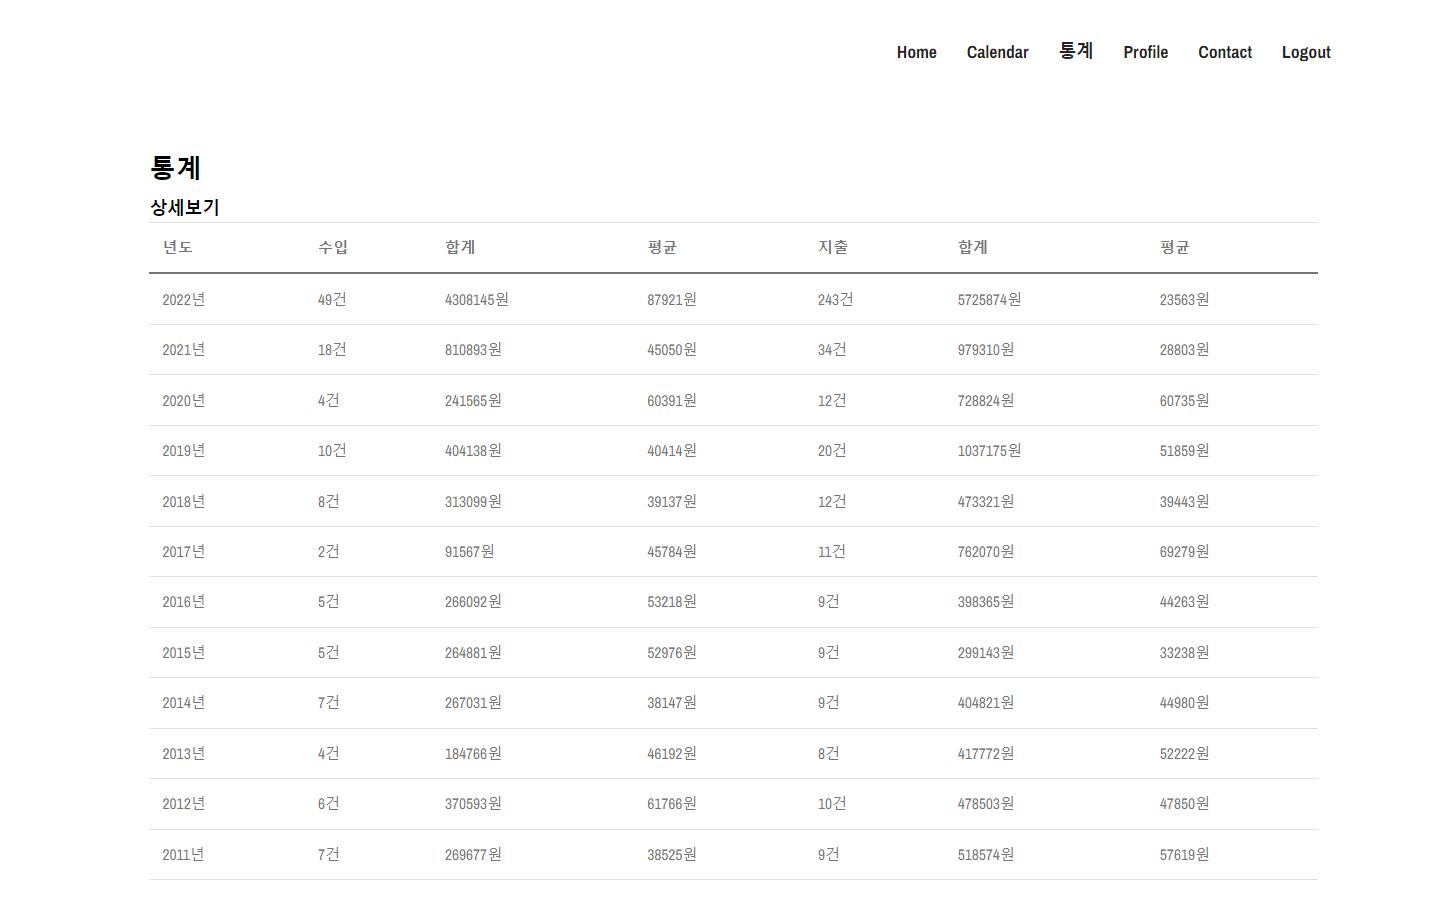 Home Calendar 통계 Profile Contact Logout
통계
상세보기
년도 수입 합계 평균 지출 합계 평균
2022년 49건 4308145원 87921원 243건 5725874원 23563원
2021년 18건 810893원 45050원 34건 979310원 28803원
2020년 4건 241565원 60391원 12건 728824원 60735원
2019년 10건 404138원 40414원 20건 1037175원 51859원
2018년 8건 313099원 39137원 12건 473321원 39443원
2017년 2건 91567원 45784원 11건 762070원 69279원
2016년 5건 266092원 53218원 9건 398365원 44263원
2015년 5건 264881원 52976원 9건 299143원 33238원
2014년 7건 267031원 38147원 9건 404821원 44980원
2013년 4건 184766원 46192원 8건 417772원 52222원
2012년 6건 370593원 61766원 10건 478503원 47850원
2011년 7건 269677원 38525원 9건 518574원 57619원